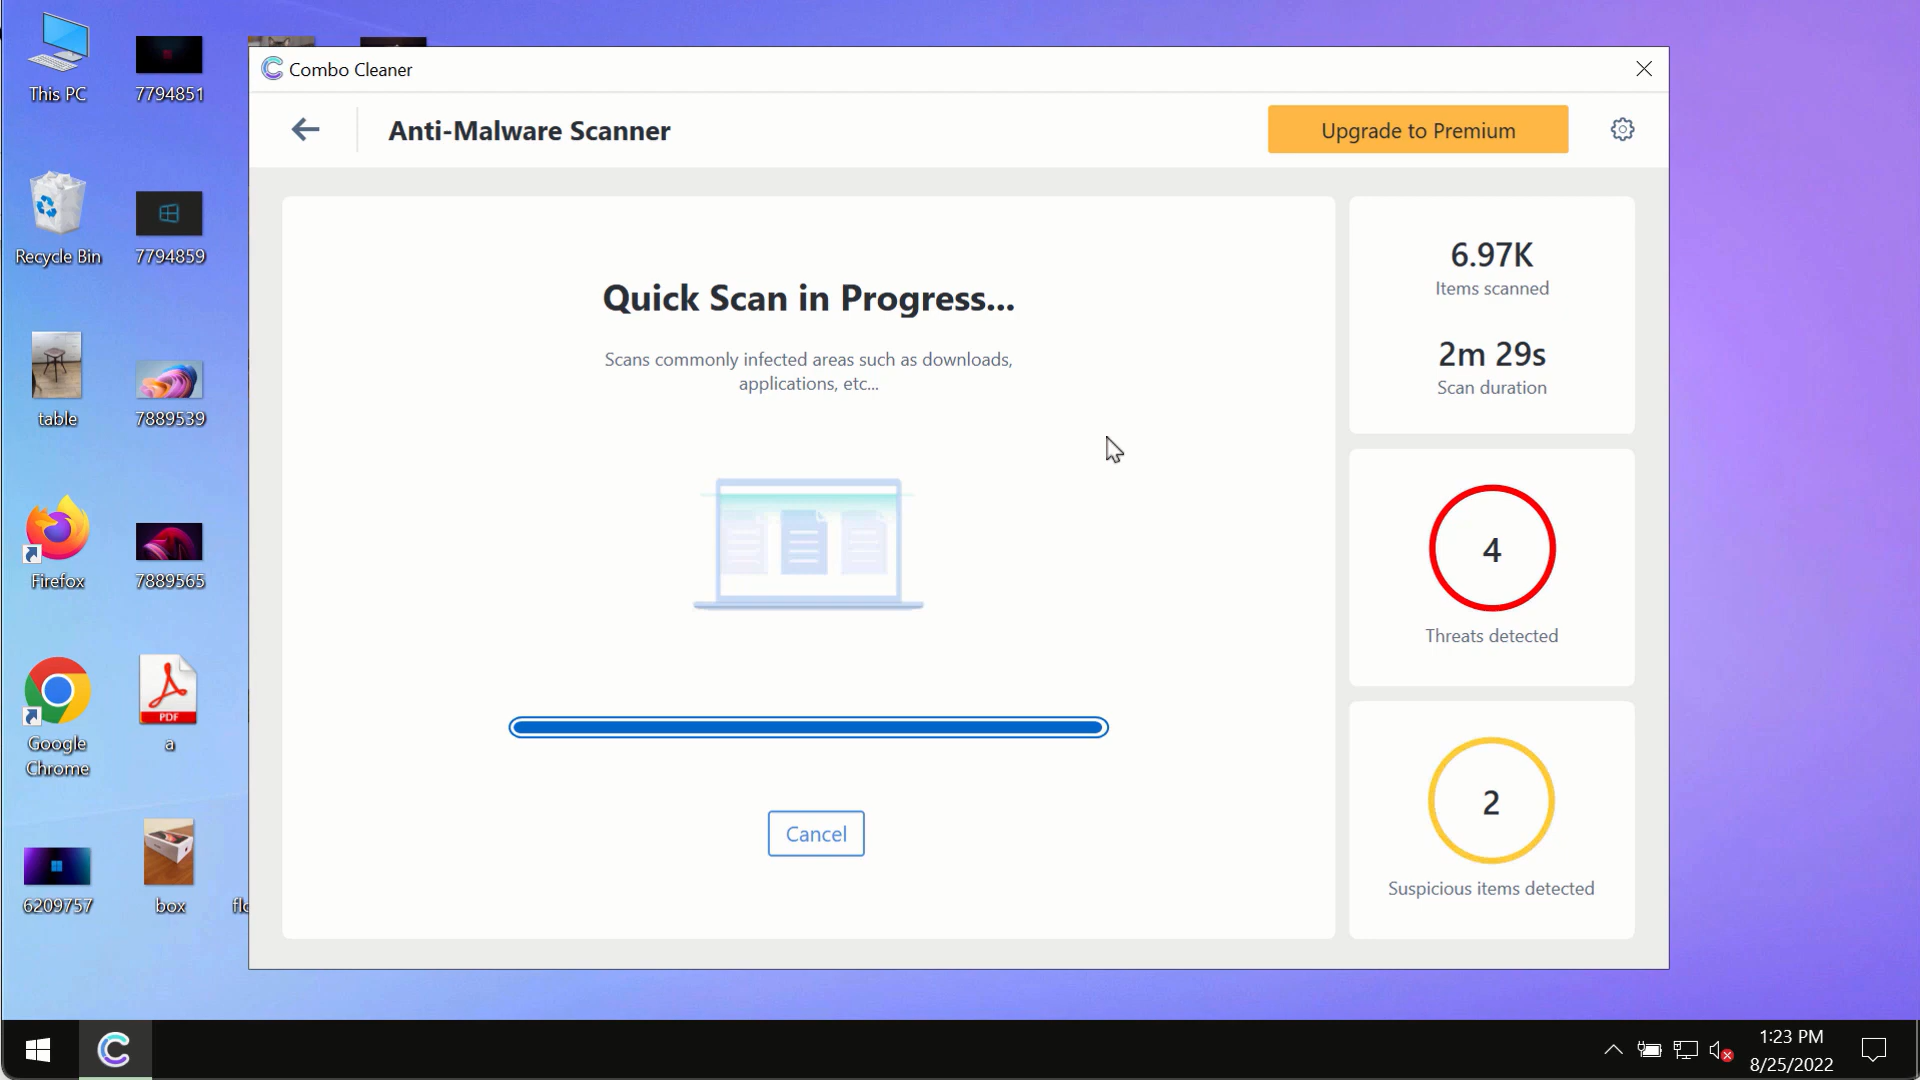 This PC
7794851
Recycle Bin
7794859
table
7889539
Firefox
7889565
Google
Chrome
PDF
a
6209757
box
Combo Cleaner
Anti-Malware Scanner
Upgrade to Premium
Quick Scan in Progress...
Scans commonly infected areas such as downloads,
applications, etc...
Cancel
6.97K
Items scanned
2m 29s
Scan duration
4
Threats detected
2
Suspicious items detected
1:23 PM
8/25/2022